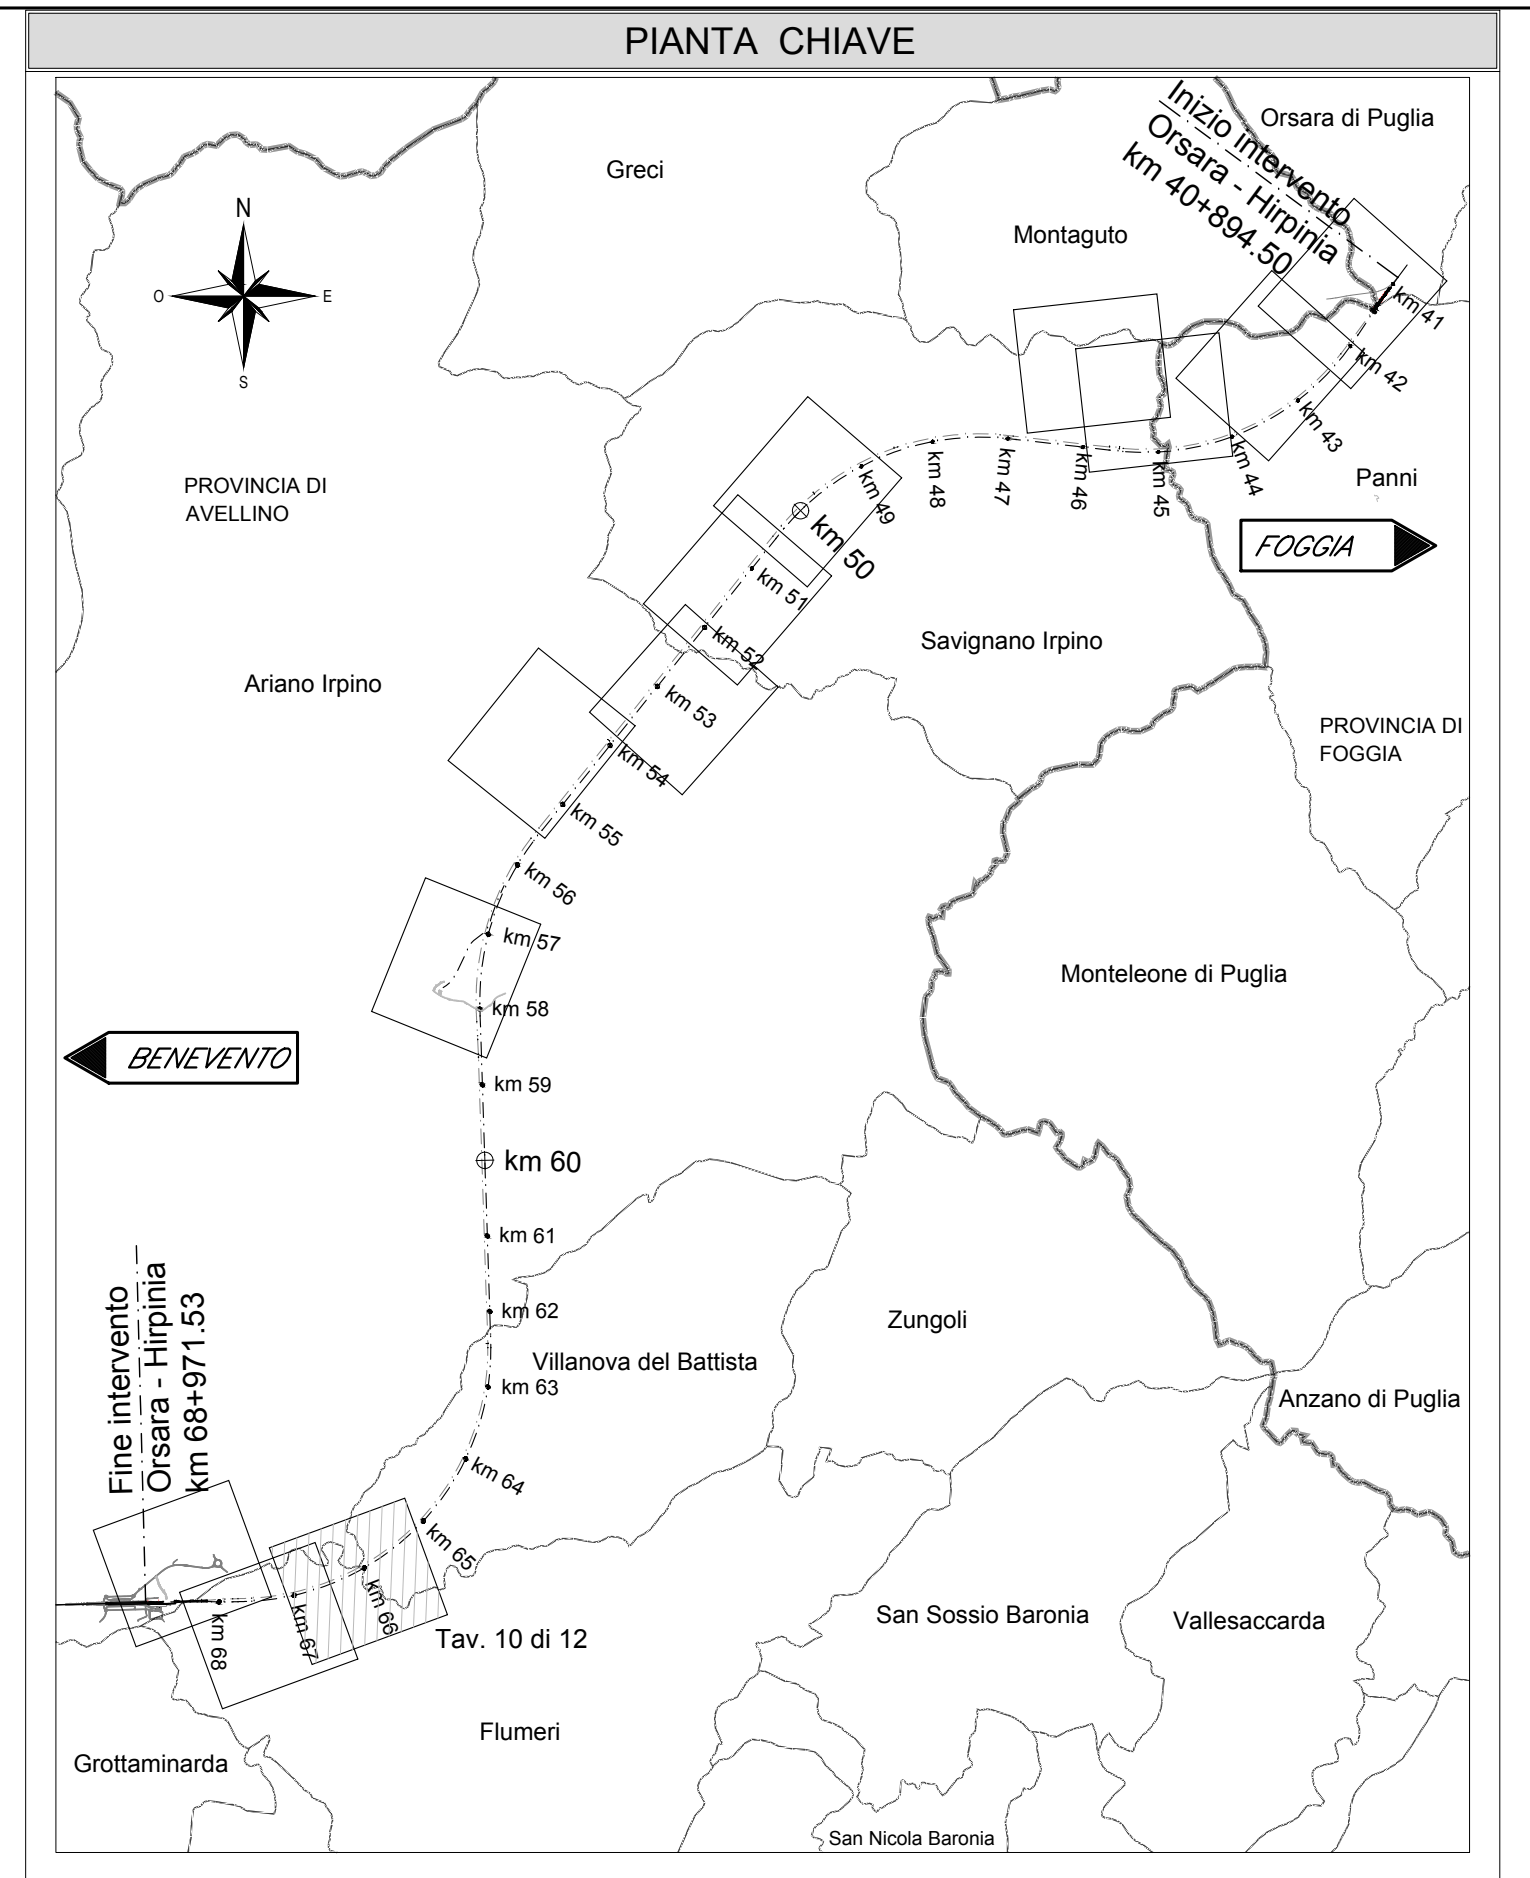 PIANTA CHIAVE
Inizio intervento
Orsara - Hirpinia
km 40+894.50
Orsara di Puglia
Greci
Montaguto
N
O
E
S
km 41
km 42
km 43
km 44
km 45
km 46
km 47
km 48
km 49
km 50
km 51
km 52
km 53
km 54
km 55
km 56
km 57
km 58
km 59
km 60
km 61
km 62
km 63
km 64
km 65
km 66
km 67
km 68
PROVINCIA DI
AVELLINO
Panni
FOGGIA
Savignano Irpino
Ariano Irpino
PROVINCIA DI
FOGGIA
Monteleone di Puglia
BENEVENTO
Zungoli
Villanova del Battista
Anzano di Puglia
Fine intervento
Orsara - Hirpinia
km 68+971.53
Tav. 10 di 12
San Sossio Baronia
Vallesaccarda
Flumeri
Grottaminarda
San Nicola Baronia